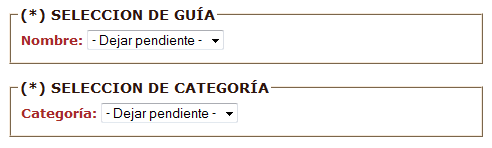 (*) SELECCION DE GUÍA
Nombre: - Dejar pendiente -
(*) SELECCION DE CATEGORÍA
Categoría: - Dejar pendiente -